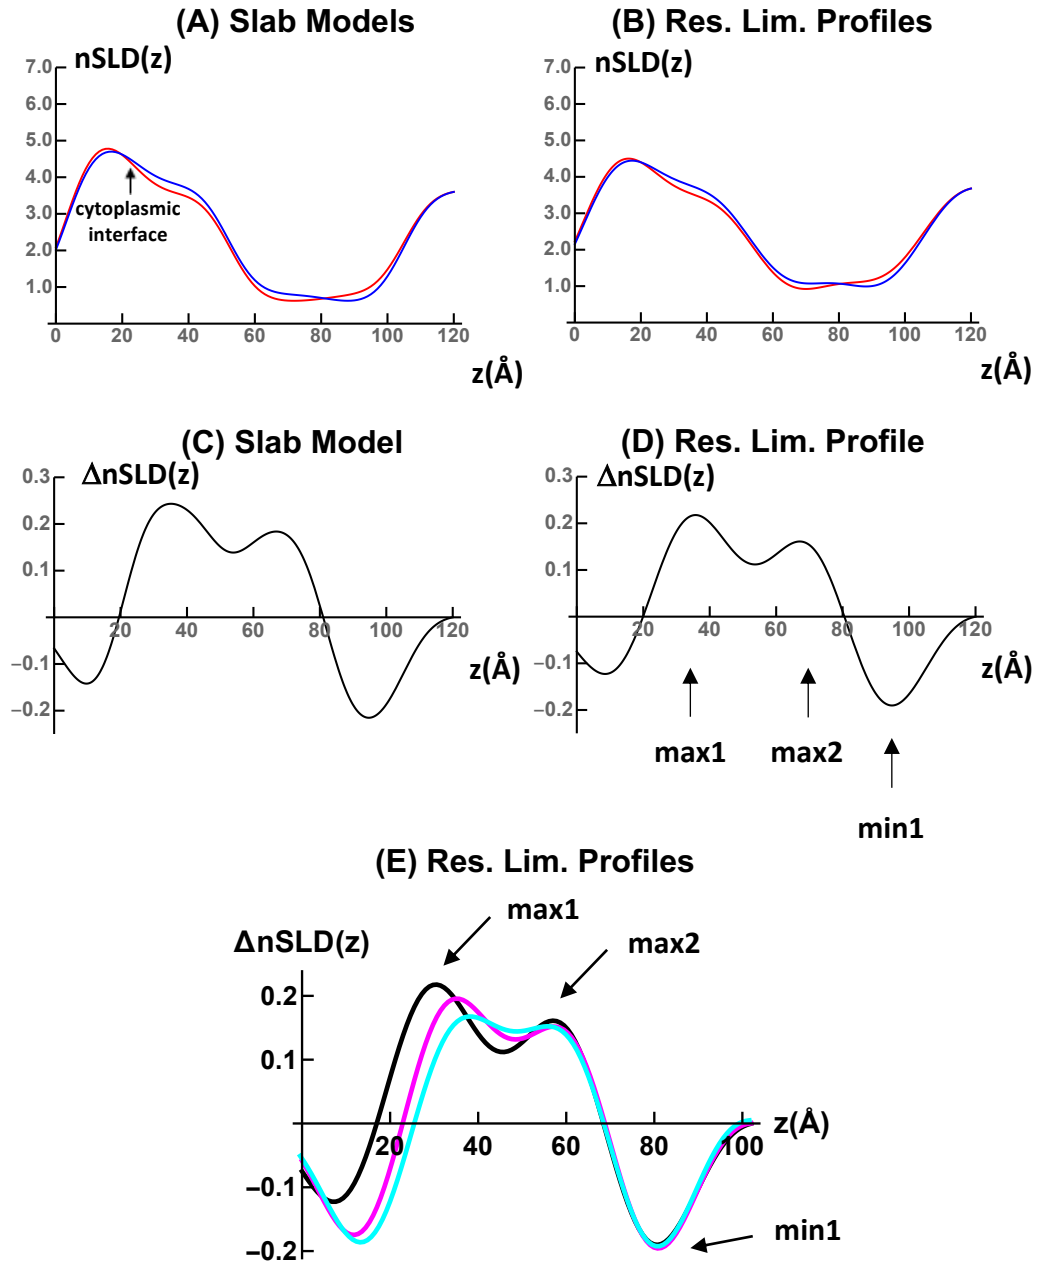 (A) Slab Models
(B) Res. Lim. Profiles
nSLD(z)
7.0
6.0
5.0
4.0
3.0
2.0
1.0
cytoplasmic
interface
0 20 40 60 80 100 120
z(Å)
nSLD(z)
7.0
6.0
5.0
4.0
3.0
2.0
1.0
0 20 40 60 80 100 120
z(Å)
(C) Slab Model
(D) Res. Lim. Profile
ΔnSLD(z)
0.3
0.2
0.1
20 40 60 80 100 120
−0.1
−0.2
z(Å)
ΔnSLD(z)
0.3
0.2
0.1
20 40 60 80 100 120
−0.1
−0.2
z(Å)
max1
max2
min1
(E) Res. Lim. Profiles
max1
max2
ΔnSLD(z)
0.2
0.1
z(Å)
20 40 60 80 100
−0.1
−0.2
min1